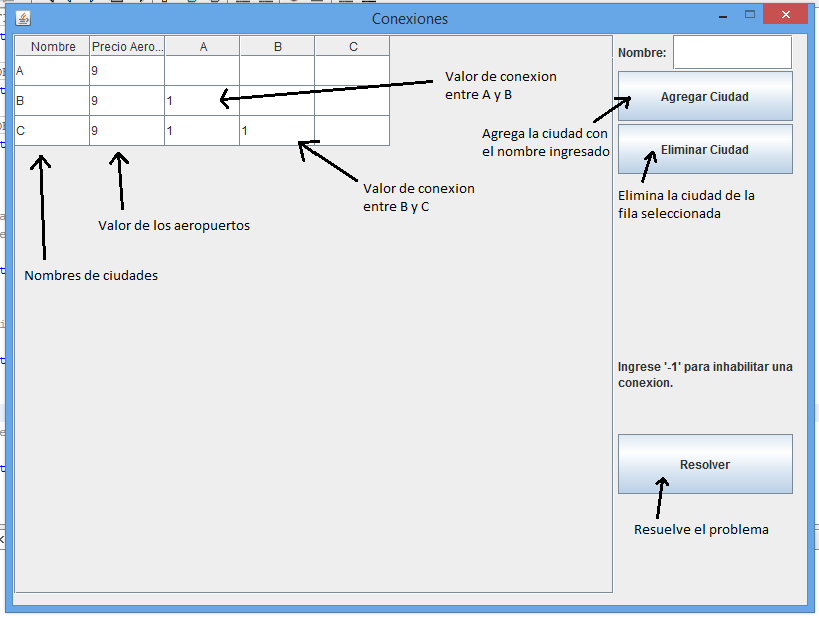 Conexiones
Nombre Precio Aero... A B C
A 9
B 9 1
C 9 1 1
Nombre:
Agregar Ciudad
Eliminar Ciudad
Valor de conexion
entre A y B
Agrega la ciudad con
el nombre ingresado
Valor de conexion
entre B y C
Elimina la ciudad de la
fila seleccionada
Valor de los aeropuertos
Nombres de ciudades
Ingrese '-1' para inhabilitar una
conexion.
Resolver
Resuelve el problema